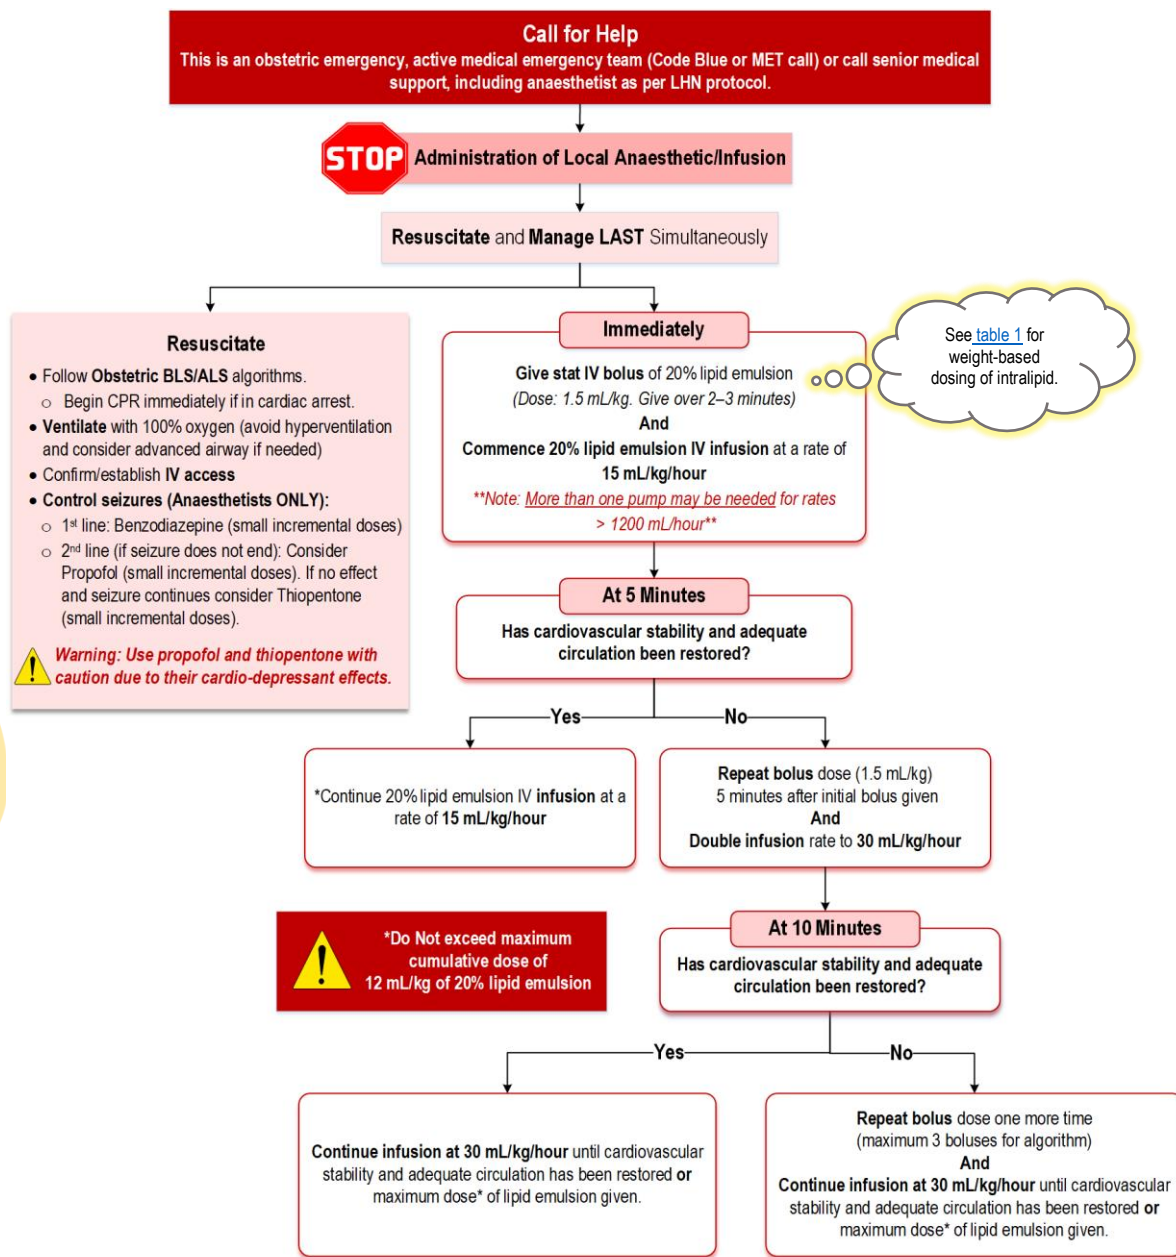 Call for Help
This is an obstetric emergency, active medical emergency team (Code Blue or MET call) or call senior medical
support, including anaesthetist as per LHN protocol.
STOP
Administration of Local Anaesthetic/Infusion
Resuscitate and Manage LAST Simultaneously
Resuscitate
• Follow Obstetric BLS/ALS algorithms.
o Begin CPR immediately if in cardiac arrest.
• Ventilate with 100% oxygen (avoid hyperventilation
and consider advanced airway if needed)
• Confirm/establish IV access
• Control seizures (Anaesthetists ONLY):
o 1st line: Benzodiazepine (small incremental doses)
o 2nd line (if seizure does not end): Consider
Propofol (small incremental doses). If no effect
and seizure continues consider Thiopentone
(small incremental doses).
! Warning: Use propofol and thiopentone with
caution due to their cardio-depressant effects.
Immediately
Give stat IV bolus of 20% lipid emulsion
(Dose: 1.5 mL/kg. Give over 2–3 minutes)
And
Commence 20% lipid emulsion IV infusion at a rate of
15 mL/kg/hour
**Note: More than one pump may be needed for rates
> 1200 mL/hour**
See table 1 for
weight-based
dosing of intralipid.
At 5 Minutes
Has cardiovascular stability and adequate
circulation been restored?
Yes
No
*Continue 20% lipid emulsion IV infusion at a
rate of 15 mL/kg/hour
Repeat bolus dose (1.5 mL/kg)
5 minutes after initial bolus given
And
Double infusion rate to 30 mL/kg/hour
!
*Do Not exceed maximum
cumulative dose of
12 mL/kg of 20% lipid emulsion
At 10 Minutes
Has cardiovascular stability and adequate
circulation been restored?
Yes
No
Continue infusion at 30 mL/kg/hour until cardiovascular
stability and adequate circulation has been restored or
maximum dose* of lipid emulsion given.
Repeat bolus dose one more time
(maximum 3 boluses for algorithm)
And
Continue infusion at 30 mL/kg/hour until cardiovascular
stability and adequate circulation has been restored or
maximum dose* of lipid emulsion given.